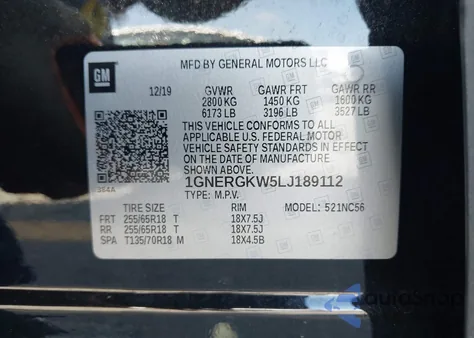 MFD BY GENERAL MOTORS LLC
GM
12/19 GVWR GAWR FRT GAWR RR
2800 KG 1450 KG 1600 KG
6173 LB 3196 LB 3527 LB
THIS VEHICLE CONFORMS TO ALL
APPLICABLE U.S. FEDERAL MOTOR
VEHICLE SAFETY STANDARDS IN EFFECT
ON THE DATE OF MANUFACTURE
SHOWN ABOVE.
1GNERGKW5LJ189112
TYPE: M.P.V. MODEL: 521NC56
TIRE SIZE RIM
FRT 255/65R18 T 18X7.5J
RR 255/65R18 T 18X7.5J
SPA T135/70R18 M 18X4.5B